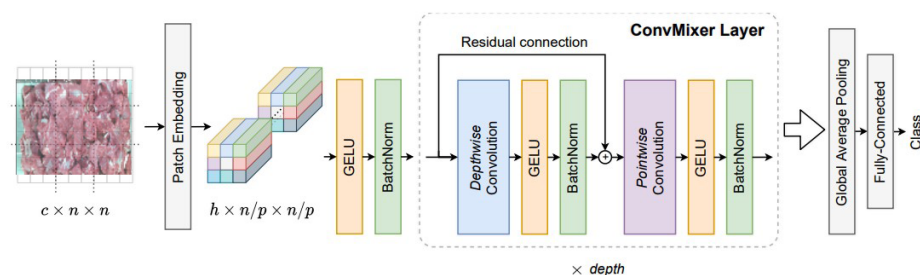 ConvMixer Layer
Residual connection
Patch Embedding
GELU
BatchNorm
Depthwise
Convolution
GELU
BatchNorm
Pointwise
Convolution
GELU
BatchNorm
Global Average Pooling
Fully-Connected
Class
c × n × n
h × n/p × n/p
× depth